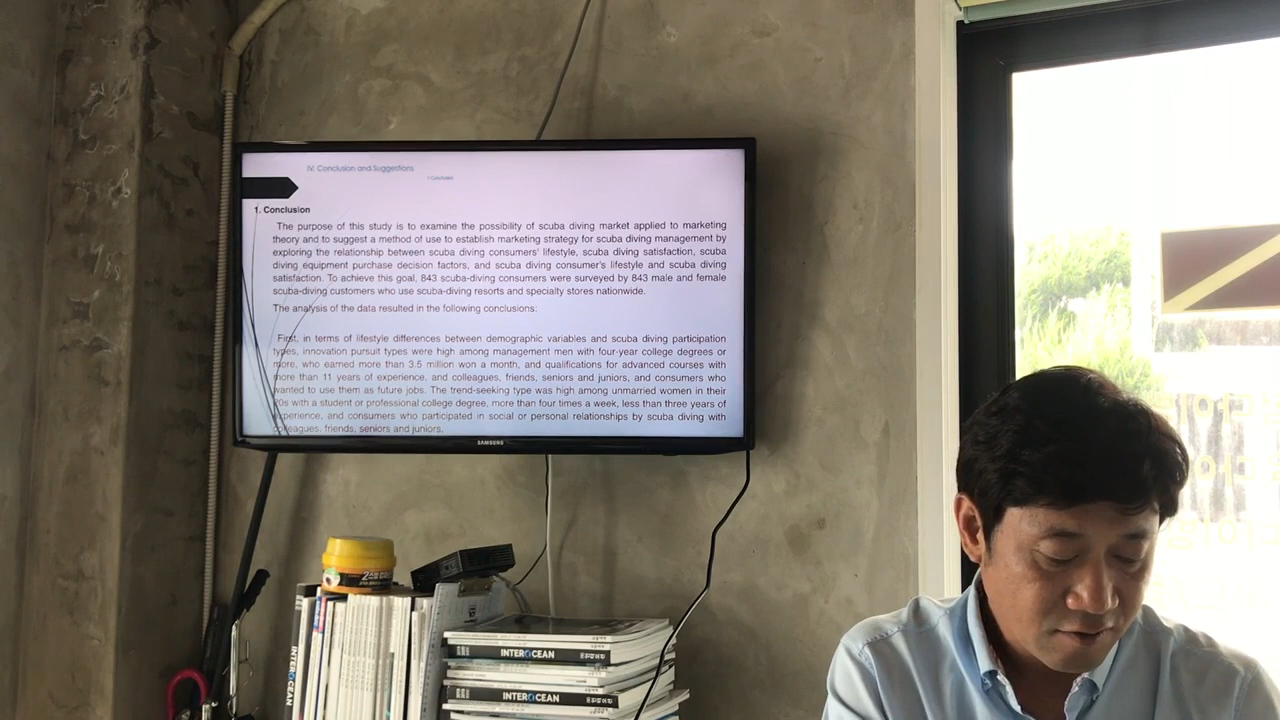 IV. Conclusion and Suggestions
1 Conclusion
1. Conclusion
The purpose of this study is to examine the possibility of scuba diving market applied to marketing
theory and to suggest a method of use to establish marketing strategy for scuba diving management by
exploring the relationship between scuba diving consumers' lifestyle, scuba diving satisfaction, scuba
diving equipment purchase decision factors, and scuba diving consumer's lifestyle and scuba diving
satisfaction. To achieve this goal, 843 scuba-diving consumers were surveyed by 843 male and female
scuba-diving customers who use scuba-diving resorts and specialty stores nationwide.
The analysis of the data resulted in the following conclusions:
First, in terms of lifestyle differences between demographic variables and scuba diving participation
types, innovation pursuit types were high among management men with four-year college degrees or
more, who earned more than 3.5 million won a month, and qualifications for advanced courses with
more than 11 years of experience, and colleagues, friends, seniors and juniors, and consumers who
wanted to use them as future jobs. The trend-seeking type was high among unmarried women in their
20s with a student or professional college degree, more than four times a week, less than three years of
experience, and consumers who participated in social or personal relationships by scuba diving with
colleagues, friends, seniors and juniors.
SAMSUNG
INTEROCEAN
INTEROCEAN
INTEROCEAN